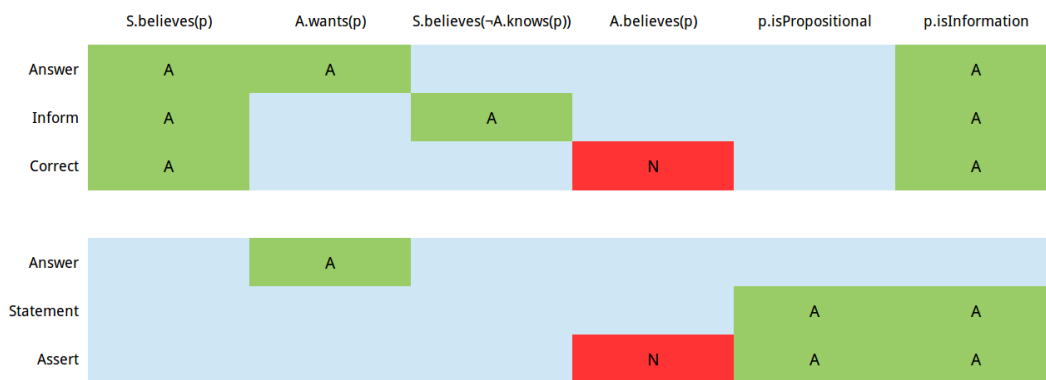 S.believes(p) A.wants(p) S.believes(¬A.knows(p)) A.believes(p) p.isPropositional p.isInformation
Answer A A A
Inform A A A
Correct A N A
Answer A
Statement A A
Assert N A A